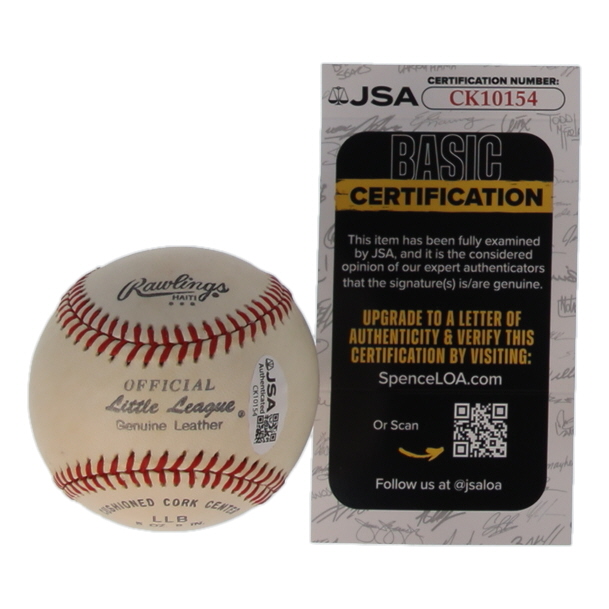 Rawlings
HAITI
OFFICIAL
Little League®
Genuine Leather
CUSHIONED CORK CENTER
LLB
JSA
Authenticated
CK10154
CERTIFICATION NUMBER:
JSA
CK10154
BASIC
CERTIFICATION
This item has been fully examined
by JSA, and it is the considered
opinion of our expert authenticators
that the signature(s) is/are genuine.
UPGRADE TO A LETTER OF
AUTHENTICITY & VERIFY THIS
CERTIFICATION BY VISITING:
SpenceLOA.com
Or Scan
Follow us at @jsaloa